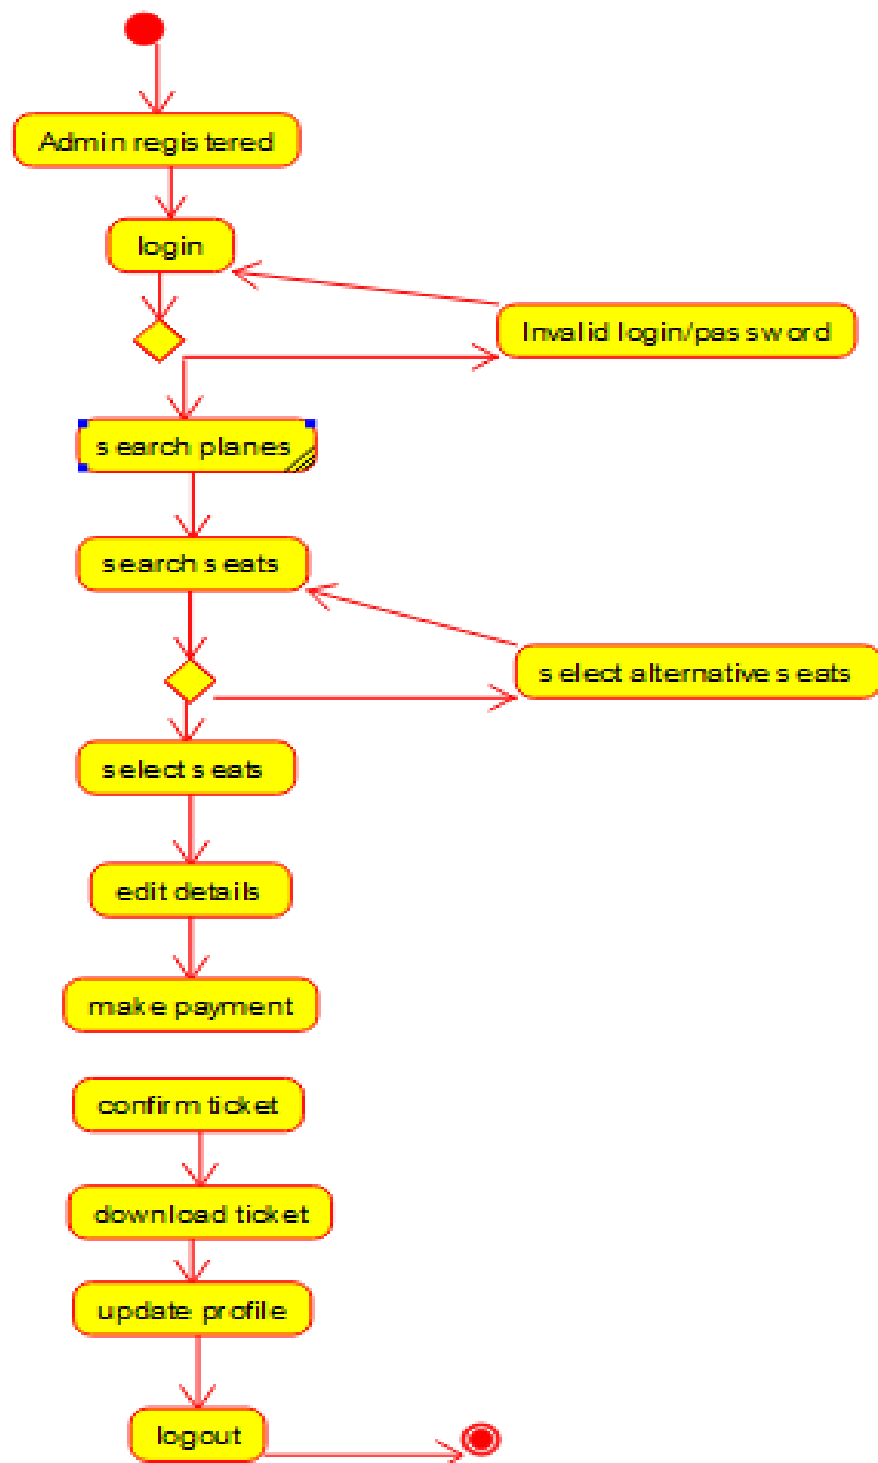 Admin registered
login
Invalid login/password
search planes
search seats
select alternative seats
select seats
edit details
make payment
confirm ticket
download ticket
update profile
logout